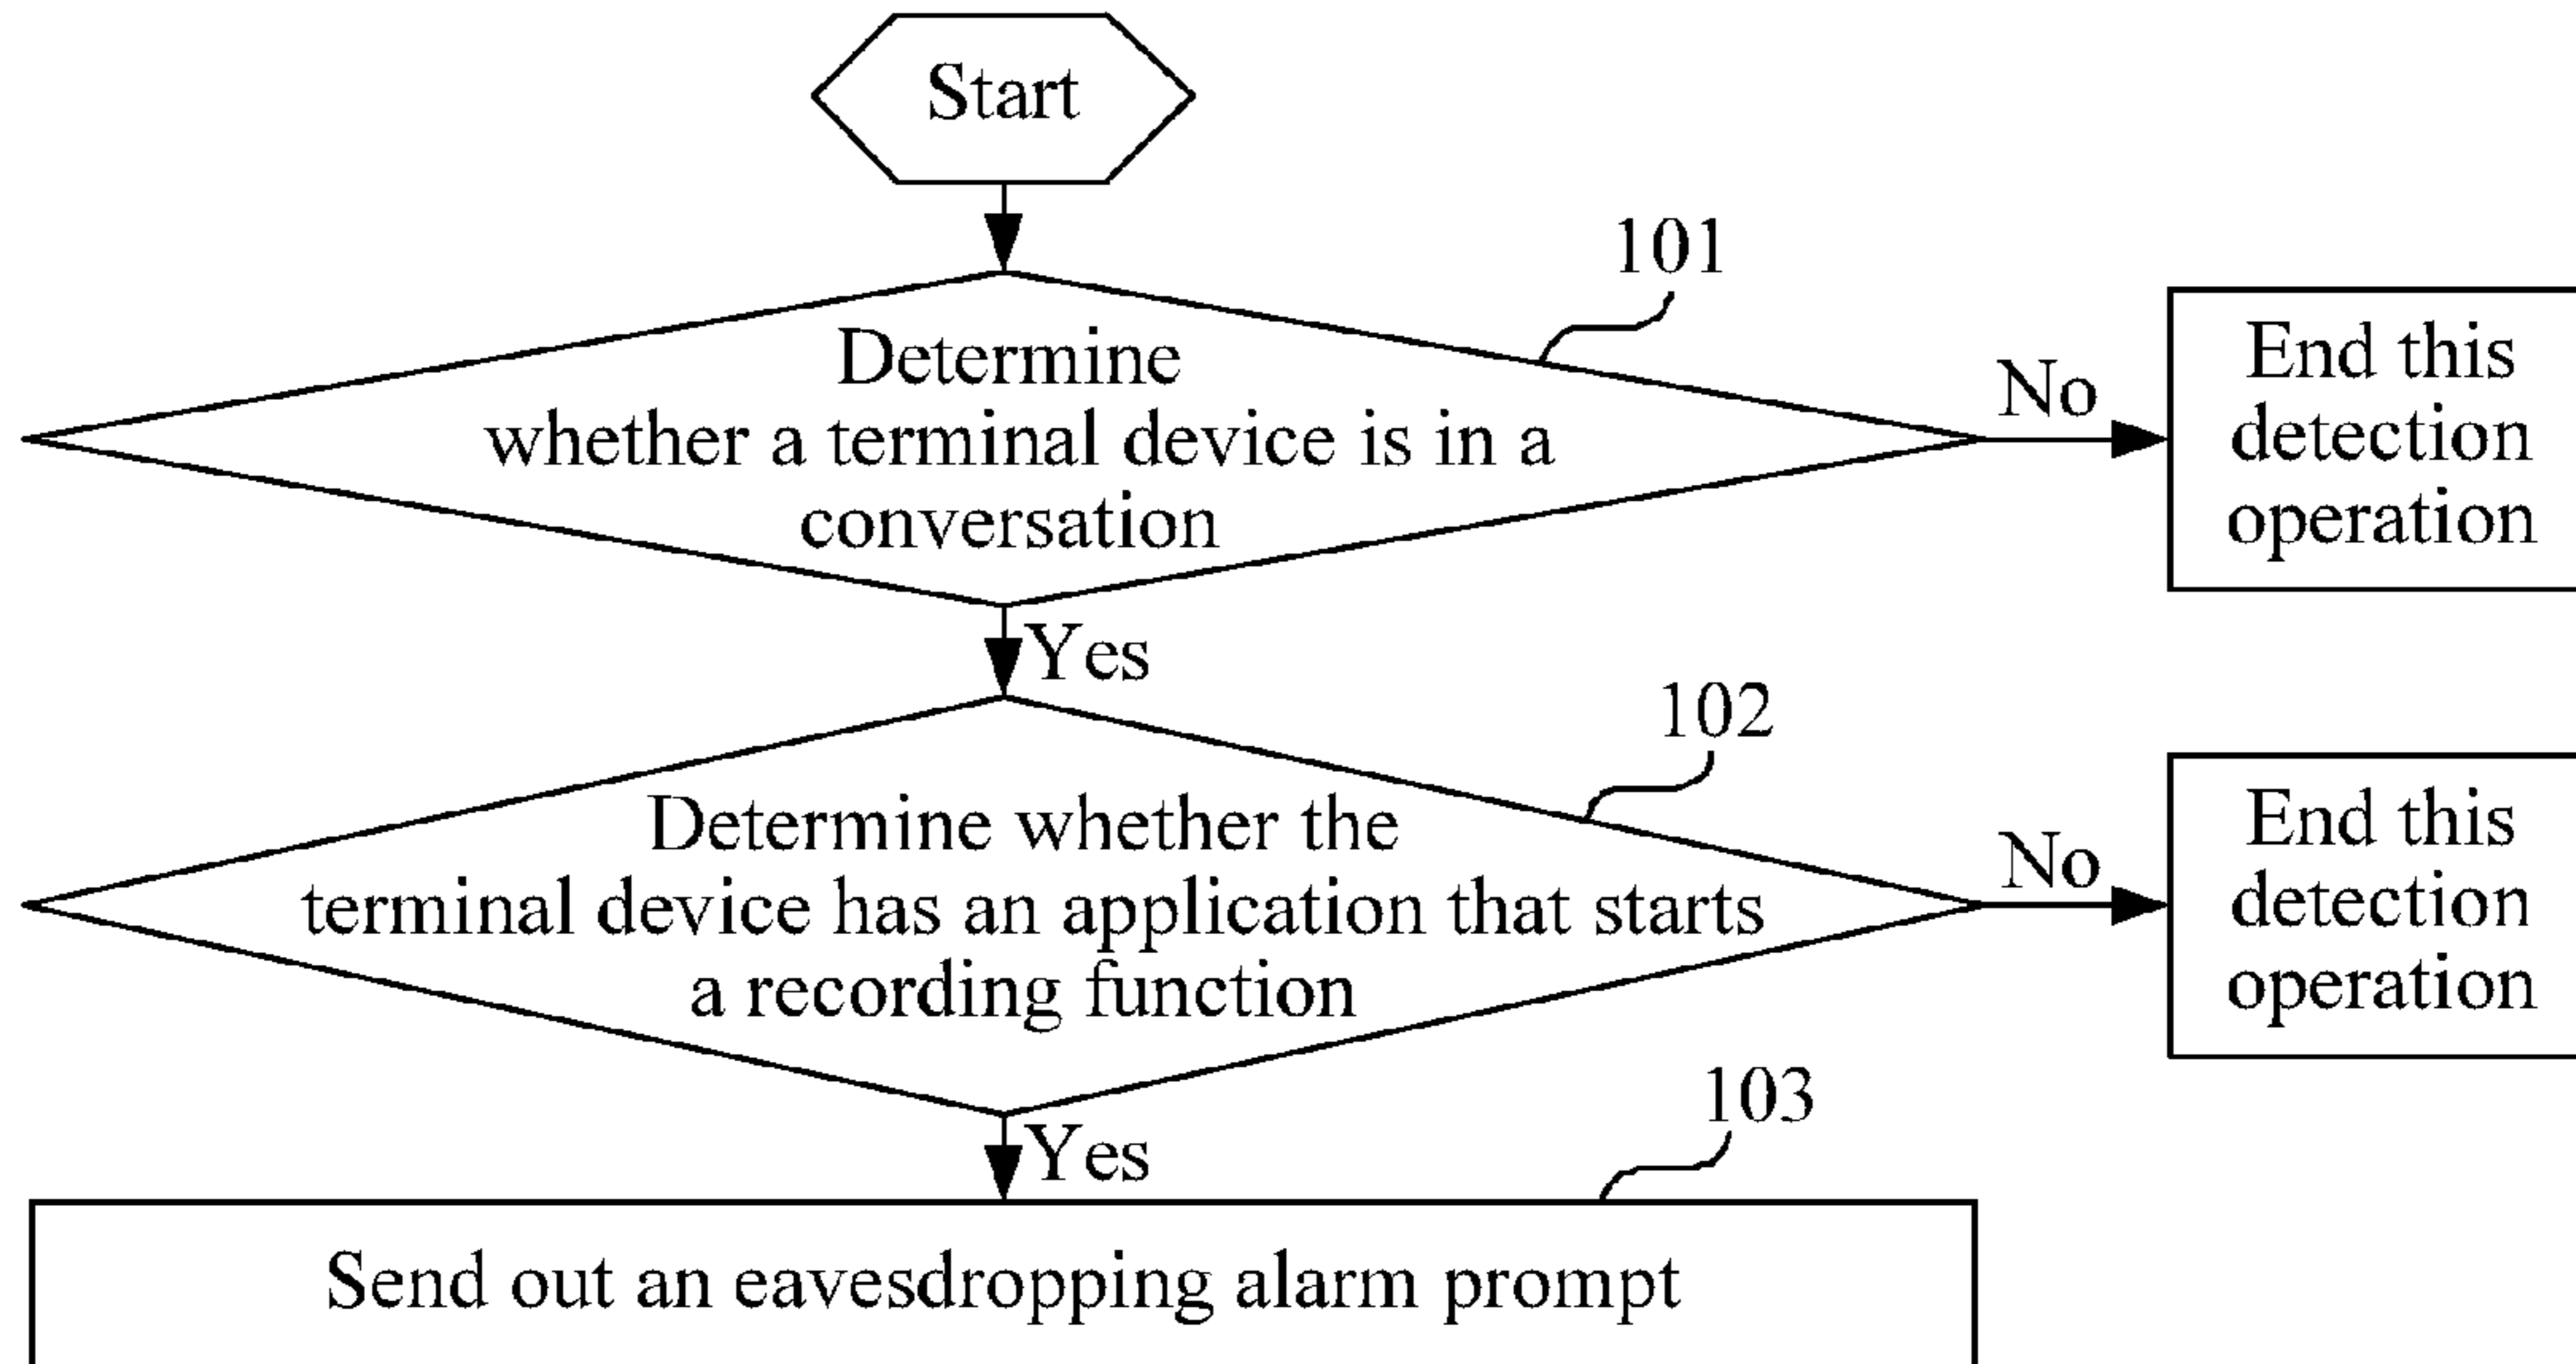 Start
101
Determine
whether a terminal device is in a
conversation
No
End this
detection
operation
Yes
102
Determine whether the
terminal device has an application that starts
a recording function
No
End this
detection
operation
Yes
103
Send out an eavesdropping alarm prompt